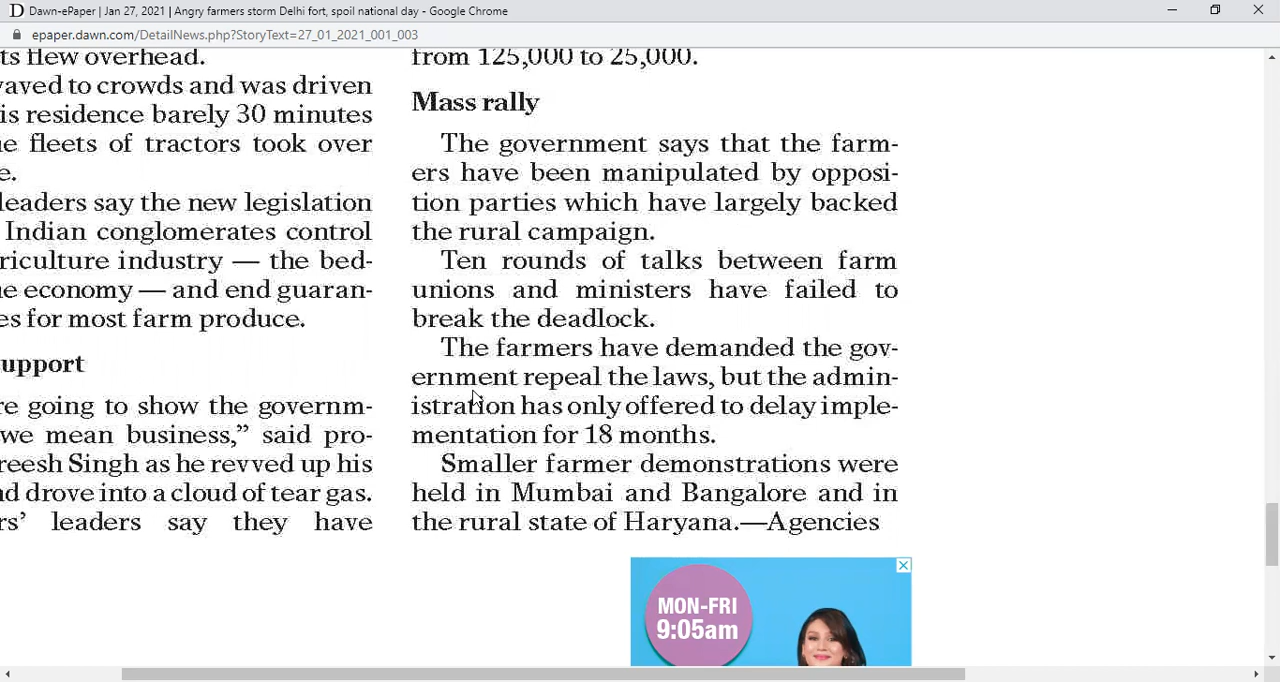 Dawn-ePaper | Jan 27, 2021 | Angry farmers storm Delhi fort, spoil national day - Google Chrome
epaper.dawn.com/DetailNews.php?StoryText=27_01_2021_001_003
ts flew overhead.
vaved to crowds and was driven
is residence barely 30 minutes
e fleets of tractors took over
e.
leaders say the new legislation
Indian conglomerates control
riculture industry — the bed-
e economy — and end guaran-
es for most farm produce.
upport
re going to show the governm-
we mean business,” said pro-
reesh Singh as he revved up his
nd drove into a cloud of tear gas.
rs’ leaders say they have
from 125,000 to 25,000.
Mass rally
The government says that the farm-
ers have been manipulated by opposi-
tion parties which have largely backed
the rural campaign.
Ten rounds of talks between farm
unions and ministers have failed to
break the deadlock.
The farmers have demanded the gov-
ernment repeal the laws, but the admin-
istration has only offered to delay imple-
mentation for 18 months.
Smaller farmer demonstrations were
held in Mumbai and Bangalore and in
the rural state of Haryana.—Agencies
MON-FRI
9:05am